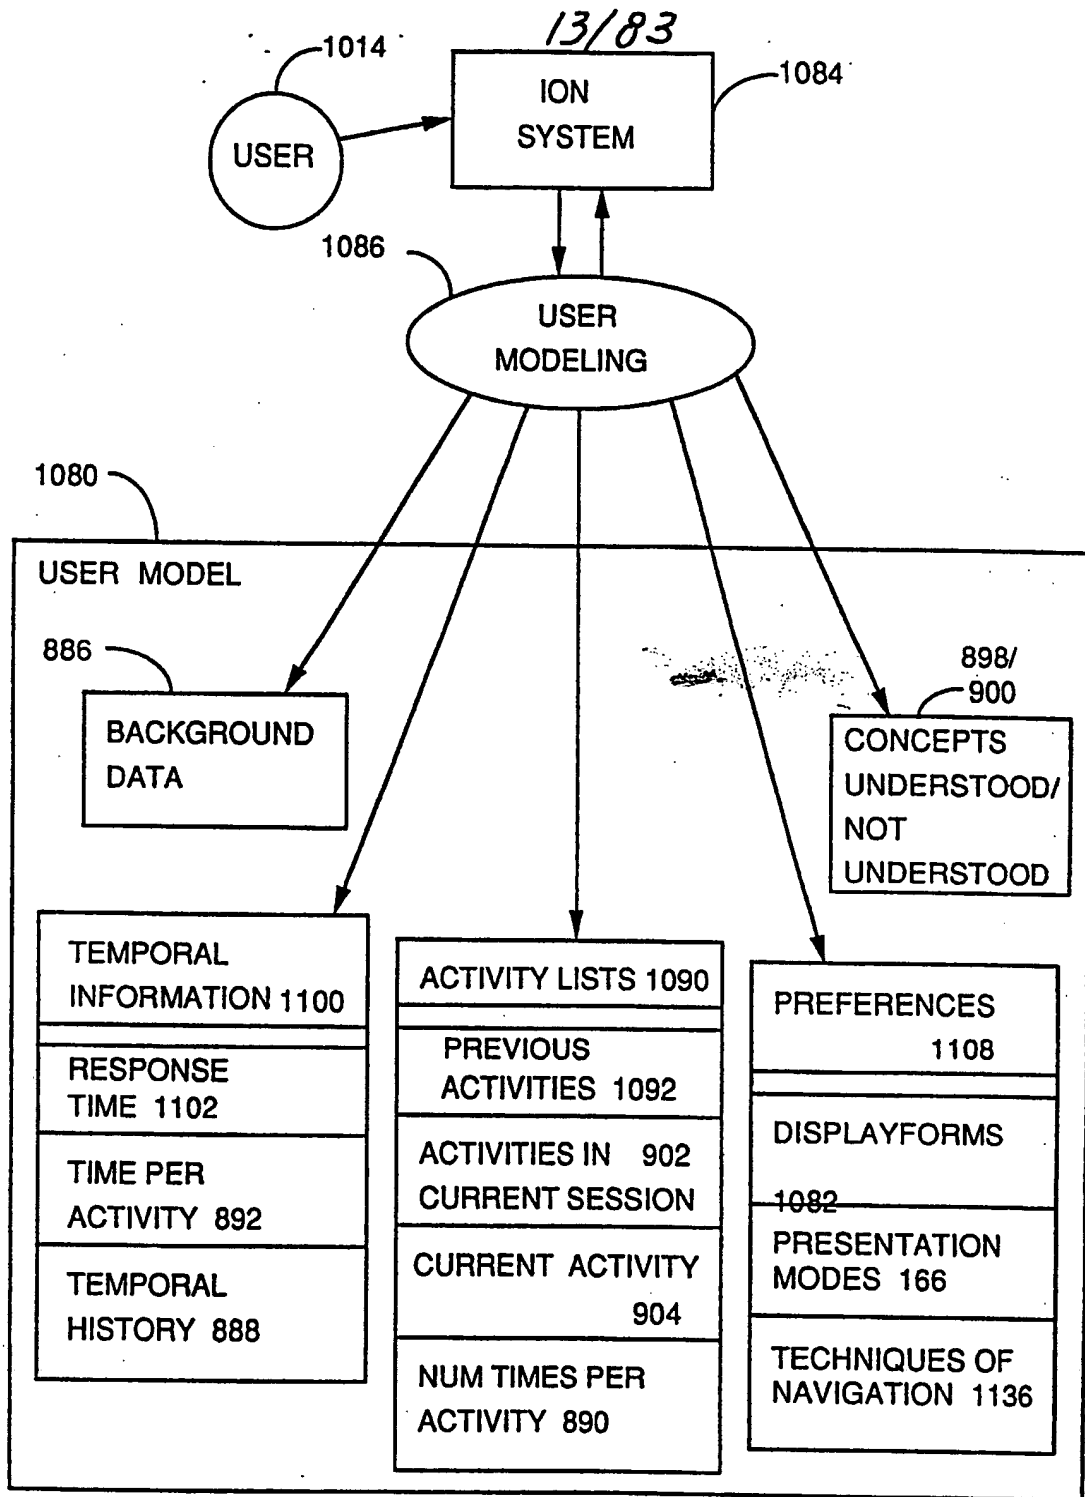 13/83
1014
ION
SYSTEM
1084
USER
1086
USER
MODELING
1080
USER MODEL
886
BACKGROUND
DATA
898/
900
CONCEPTS
UNDERSTOOD/
NOT
UNDERSTOOD
TEMPORAL
INFORMATION 1100
RESPONSE
TIME 1102
TIME PER
ACTIVITY 892
TEMPORAL
HISTORY 888
ACTIVITY LISTS 1090
PREVIOUS
ACTIVITIES 1092
ACTIVITIES IN 902
CURRENT SESSION
CURRENT ACTIVITY
904
NUM TIMES PER
ACTIVITY 890
PREFERENCES
1108
DISPLAYFORMS
1082
PRESENTATION
MODES 166
TECHNIQUES OF
NAVIGATION 1136